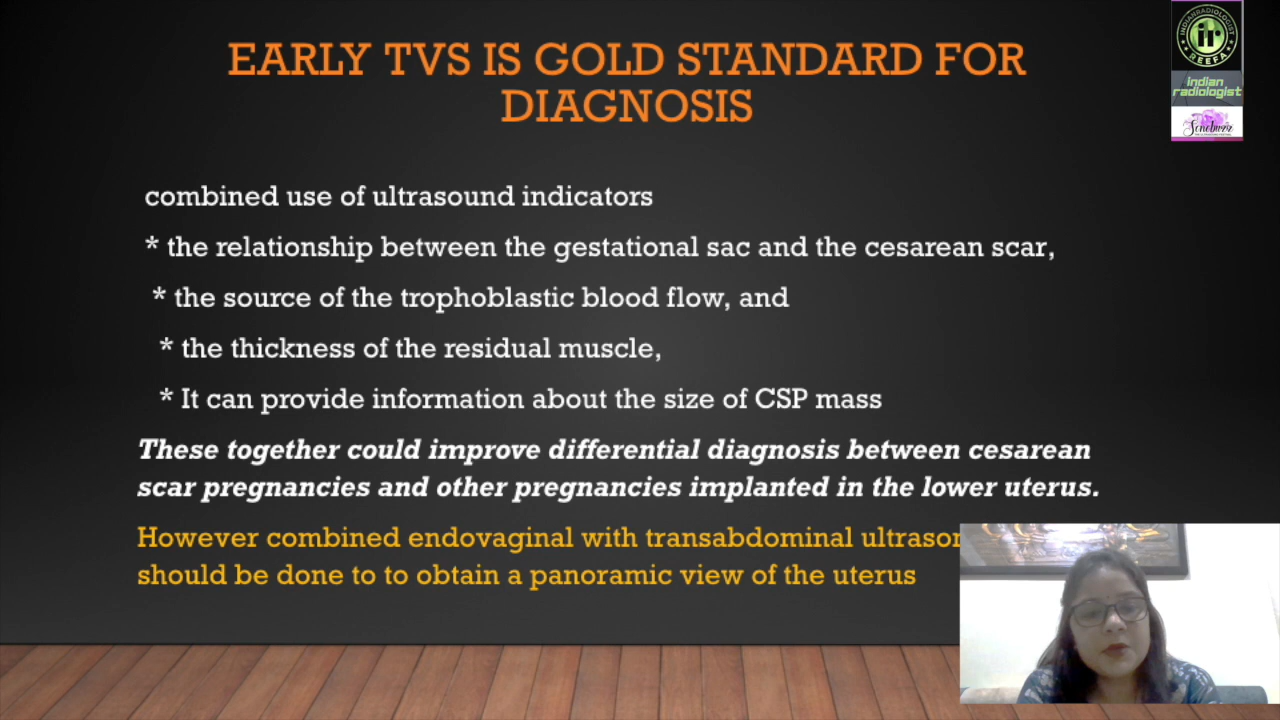 EARLY TVS IS GOLD STANDARD FOR
DIAGNOSIS
combined use of ultrasound indicators
* the relationship between the gestational sac and the cesarean scar,
* the source of the trophoblastic blood flow, and
* the thickness of the residual muscle,
* It can provide information about the size of CSP mass
These together could improve differential diagnosis between cesarean
scar pregnancies and other pregnancies implanted in the lower uterus.
However combined endovaginal with transabdominal
should be done to to obtain a panoramic view of the uterus
INDIANRADIOLOGIST
ir
REEFA
indian
radiologist
Sonobuzz